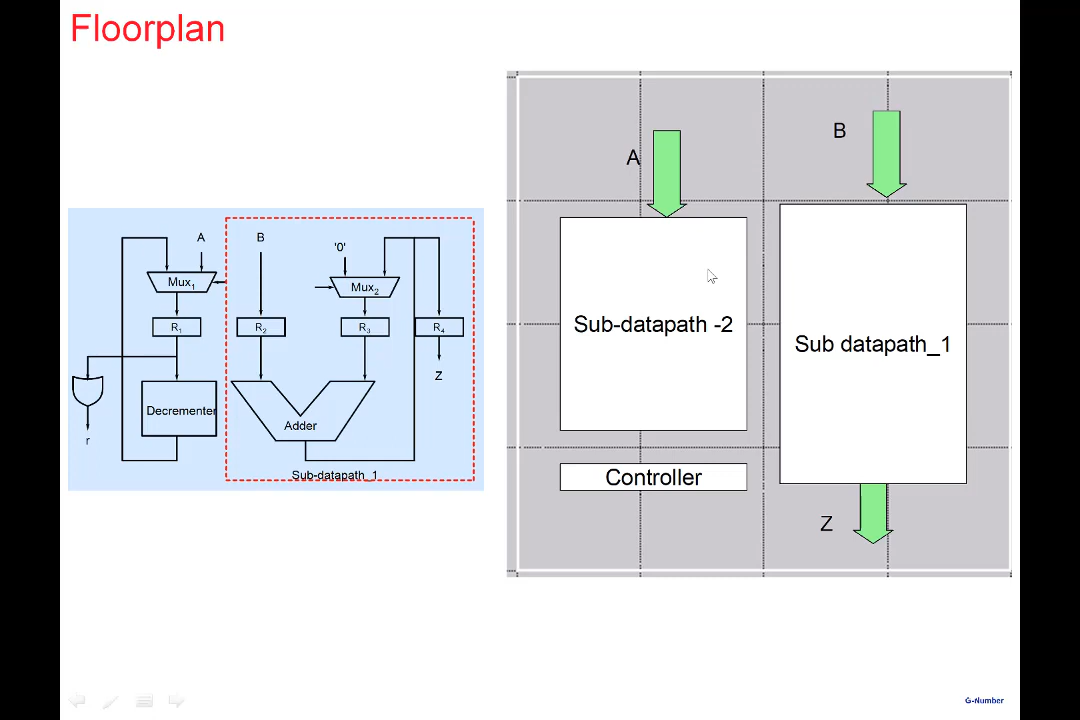 Floorplan
A
B
'0'
Mux1
Mux2
R1
R2
R3
R4
Z
Decrementer
Adder
r
Sub-datapath_1
A
B
Sub-datapath -2
Sub datapath_1
Controller
Z
G-Number